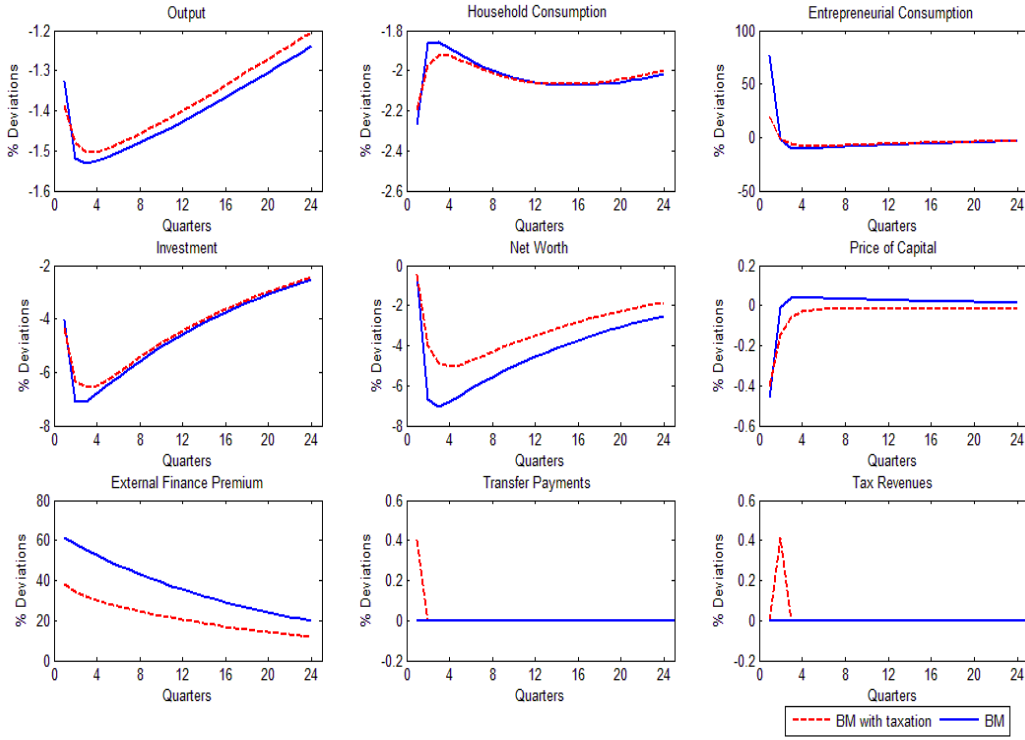 Output
% Deviations
-1.2
-1.3
-1.4
-1.5
-1.6
0 4 8 12 16 20 24
Quarters
Household Consumption
% Deviations
-1.8
-2
-2.2
-2.4
-2.6
0 4 8 12 16 20 24
Quarters
Entrepreneurial Consumption
% Deviations
100
50
0
-50
0 4 8 12 16 20 24
Quarters
Investment
% Deviations
-2
-4
-6
-8
0 4 8 12 16 20 24
Quarters
Net Worth
% Deviations
0
-2
-4
-6
-8
0 4 8 12 16 20 24
Quarters
Price of Capital
% Deviations
0.2
0
-0.2
-0.4
-0.6
0 4 8 12 16 20 24
Quarters
External Finance Premium
% Deviations
80
60
40
20
0
0 4 8 12 16 20 24
Quarters
Transfer Payments
% Deviations
0.6
0.4
0.2
0
-0.2
0 4 8 12 16 20 24
Quarters
Tax Revenues
% Deviations
0.6
0.4
0.2
0
-0.2
0 4 8 12 16 20 24
Quarters
BM with taxation BM